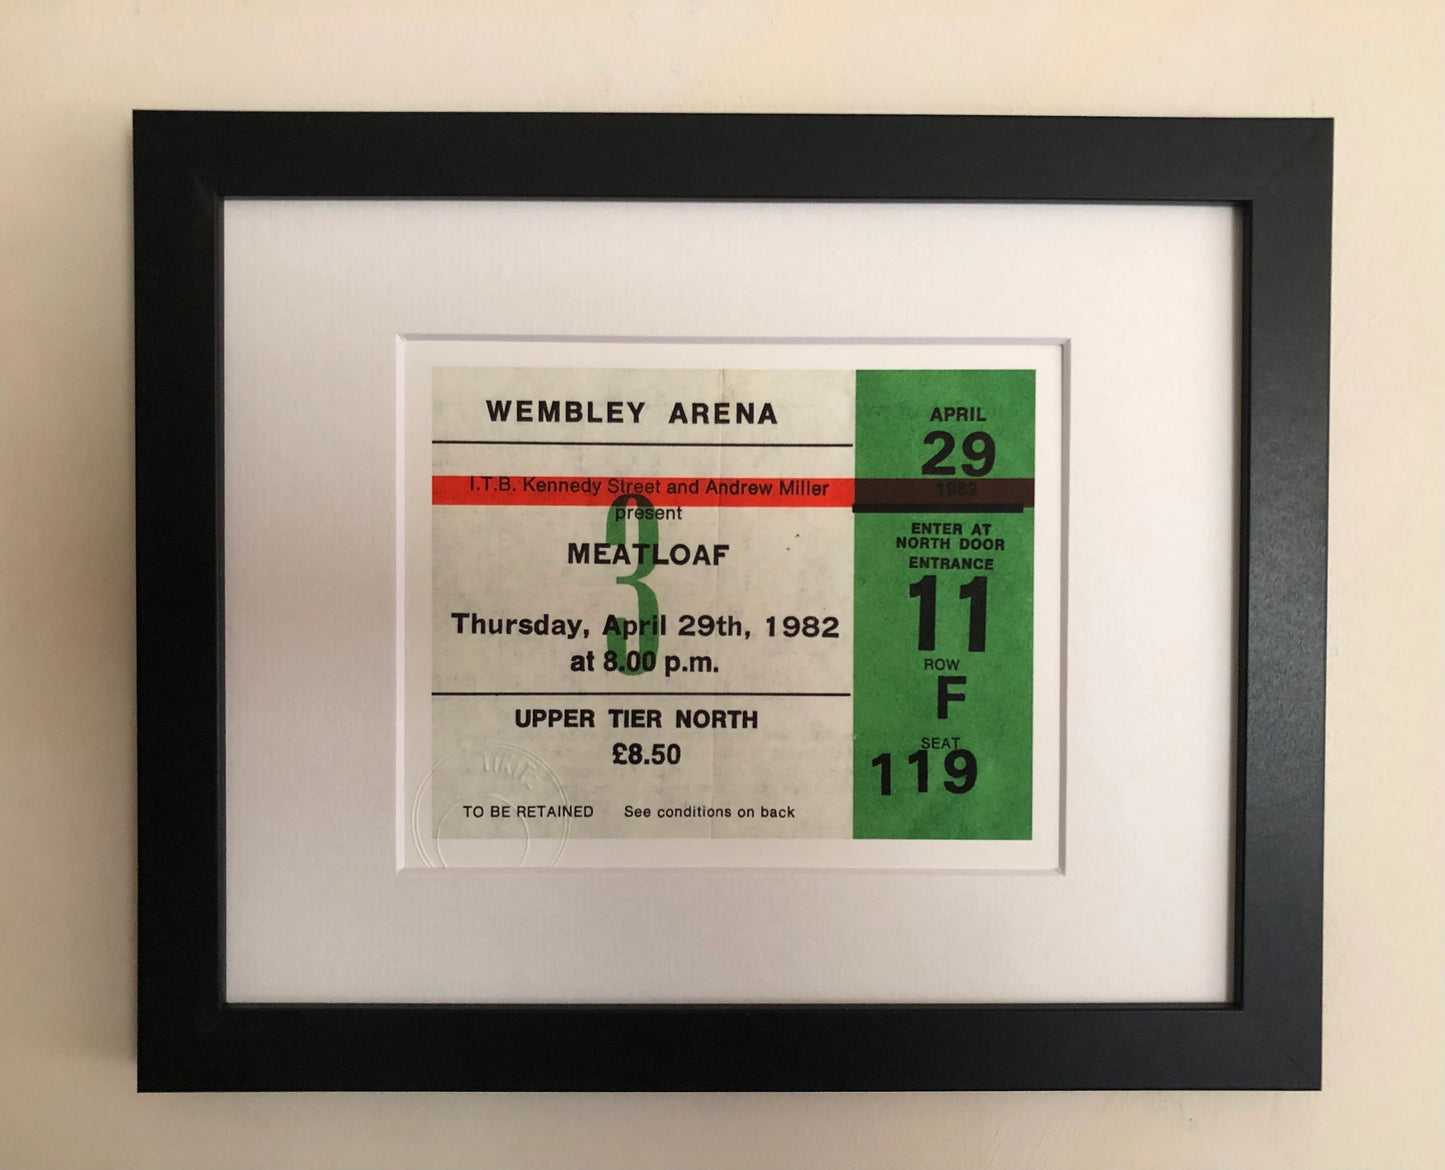 WEMBLEY ARENA
I.T.B. Kennedy Street and Andrew Miller
present
MEATLOAF
3
Thursday, April 29th, 1982
at 8.00 p.m.
UPPER TIER NORTH
£8.50
TO BE RETAINED See conditions on back
APRIL
29
1982
ENTER AT
NORTH DOOR
ENTRANCE
11
ROW
F
SEAT
119